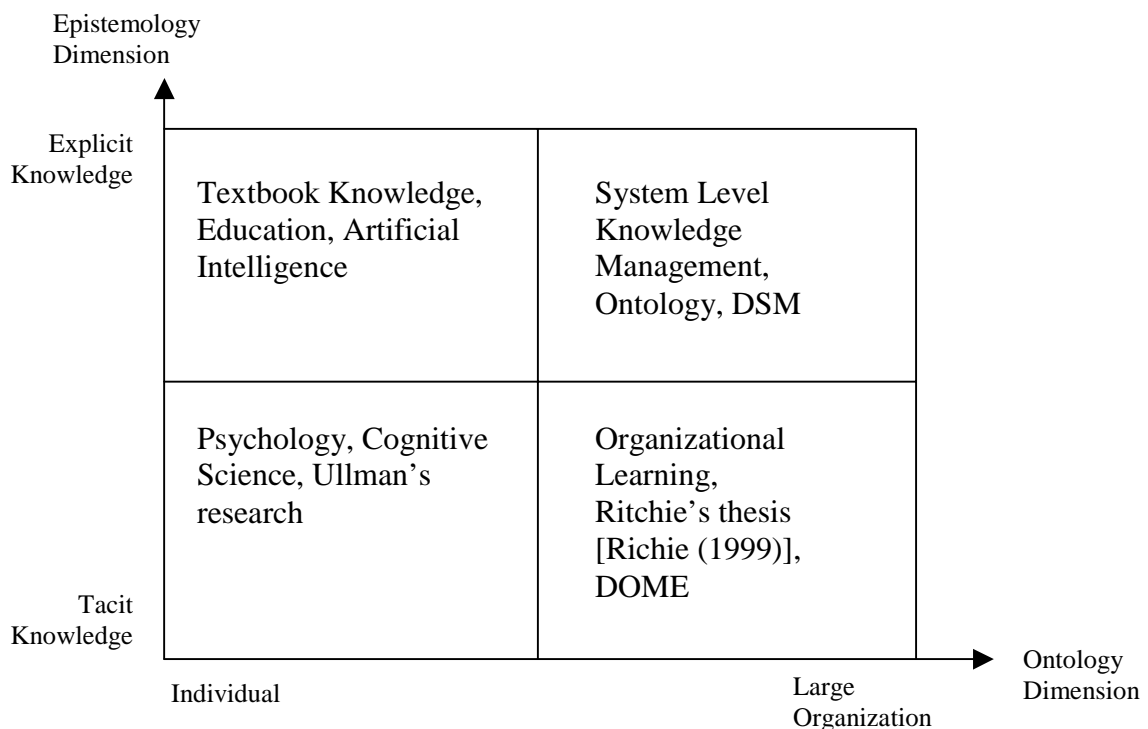 Epistemology
Dimension
Explicit
Knowledge
Textbook Knowledge,
Education, Artificial
Intelligence
System Level
Knowledge
Management,
Ontology, DSM
Psychology, Cognitive
Science, Ullman’s
research
Organizational
Learning,
Ritchie’s thesis
[Richie (1999)],
DOME
Tacit
Knowledge
Individual
Large
Organization
Ontology
Dimension